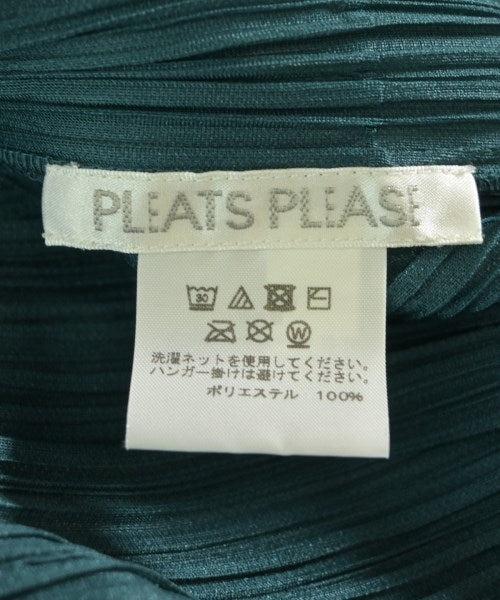 PLEATS PLEASE
30
W
洗濯ネットを使用してください。
ハンガー掛けは避けてください。
ポリエステル 100%